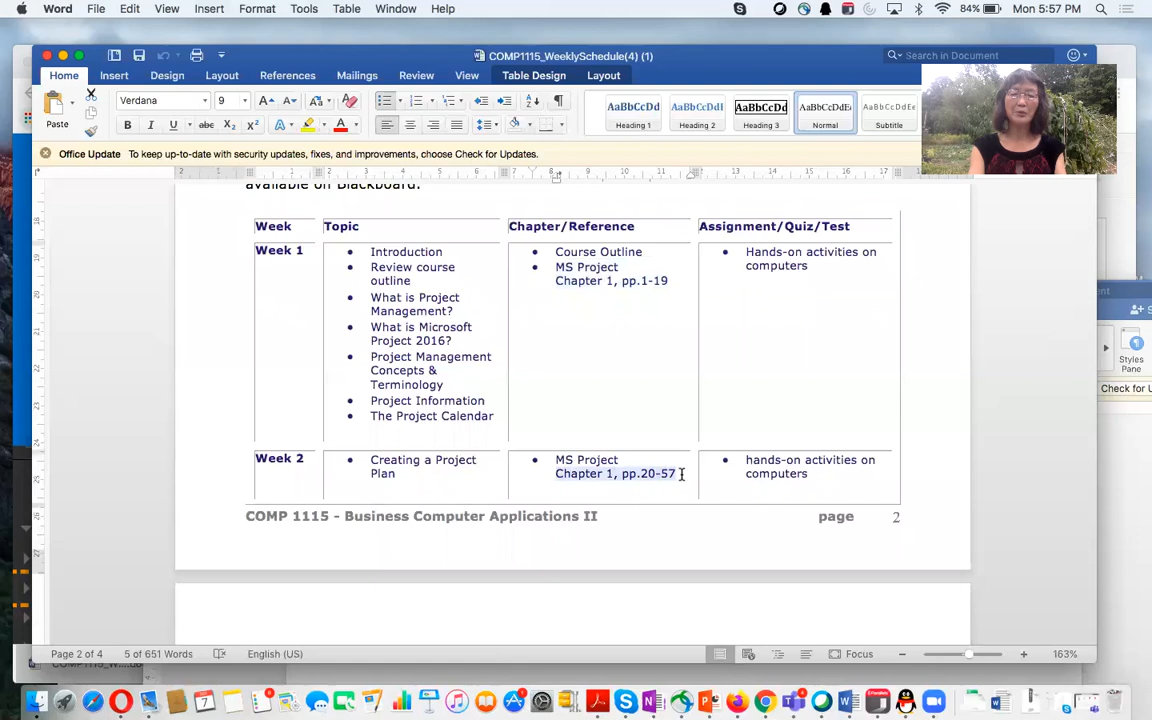 Word File Edit View Insert Format Tools Table Window Help 84% Mon 5:57 PM
COMP1115_WeeklySchedule(4) (1)
Search in Document
Home Insert Design Layout References Mailings Review View Table Design Layout
Paste
Verdana 9
AaBbCcDd Heading 1
AaBbCcDdE Heading 2
AaBbCcDd Heading 3
AaBbCcDdEe Normal
AaBbCcDdEe Subtitle
Office Update To keep up-to-date with security updates, fixes, and improvements, choose Check for Updates.
Styles
Pane
Check for U
available on Blackboard.
Week Topic Chapter/Reference Assignment/Quiz/Test
Week 1
• Introduction
• Review course
outline
• What is Project
Management?
• What is Microsoft
Project 2016?
• Project Management
Concepts &
Terminology
• Project Information
• The Project Calendar
• Course Outline
• MS Project
Chapter 1, pp.1-19
• Hands-on activities on
computers
Week 2
• Creating a Project
Plan
• MS Project
Chapter 1, pp.20-57
• hands-on activities on
computers
COMP 1115 - Business Computer Applications II page 2
Page 2 of 4 5 of 651 Words English (US) Focus 163%